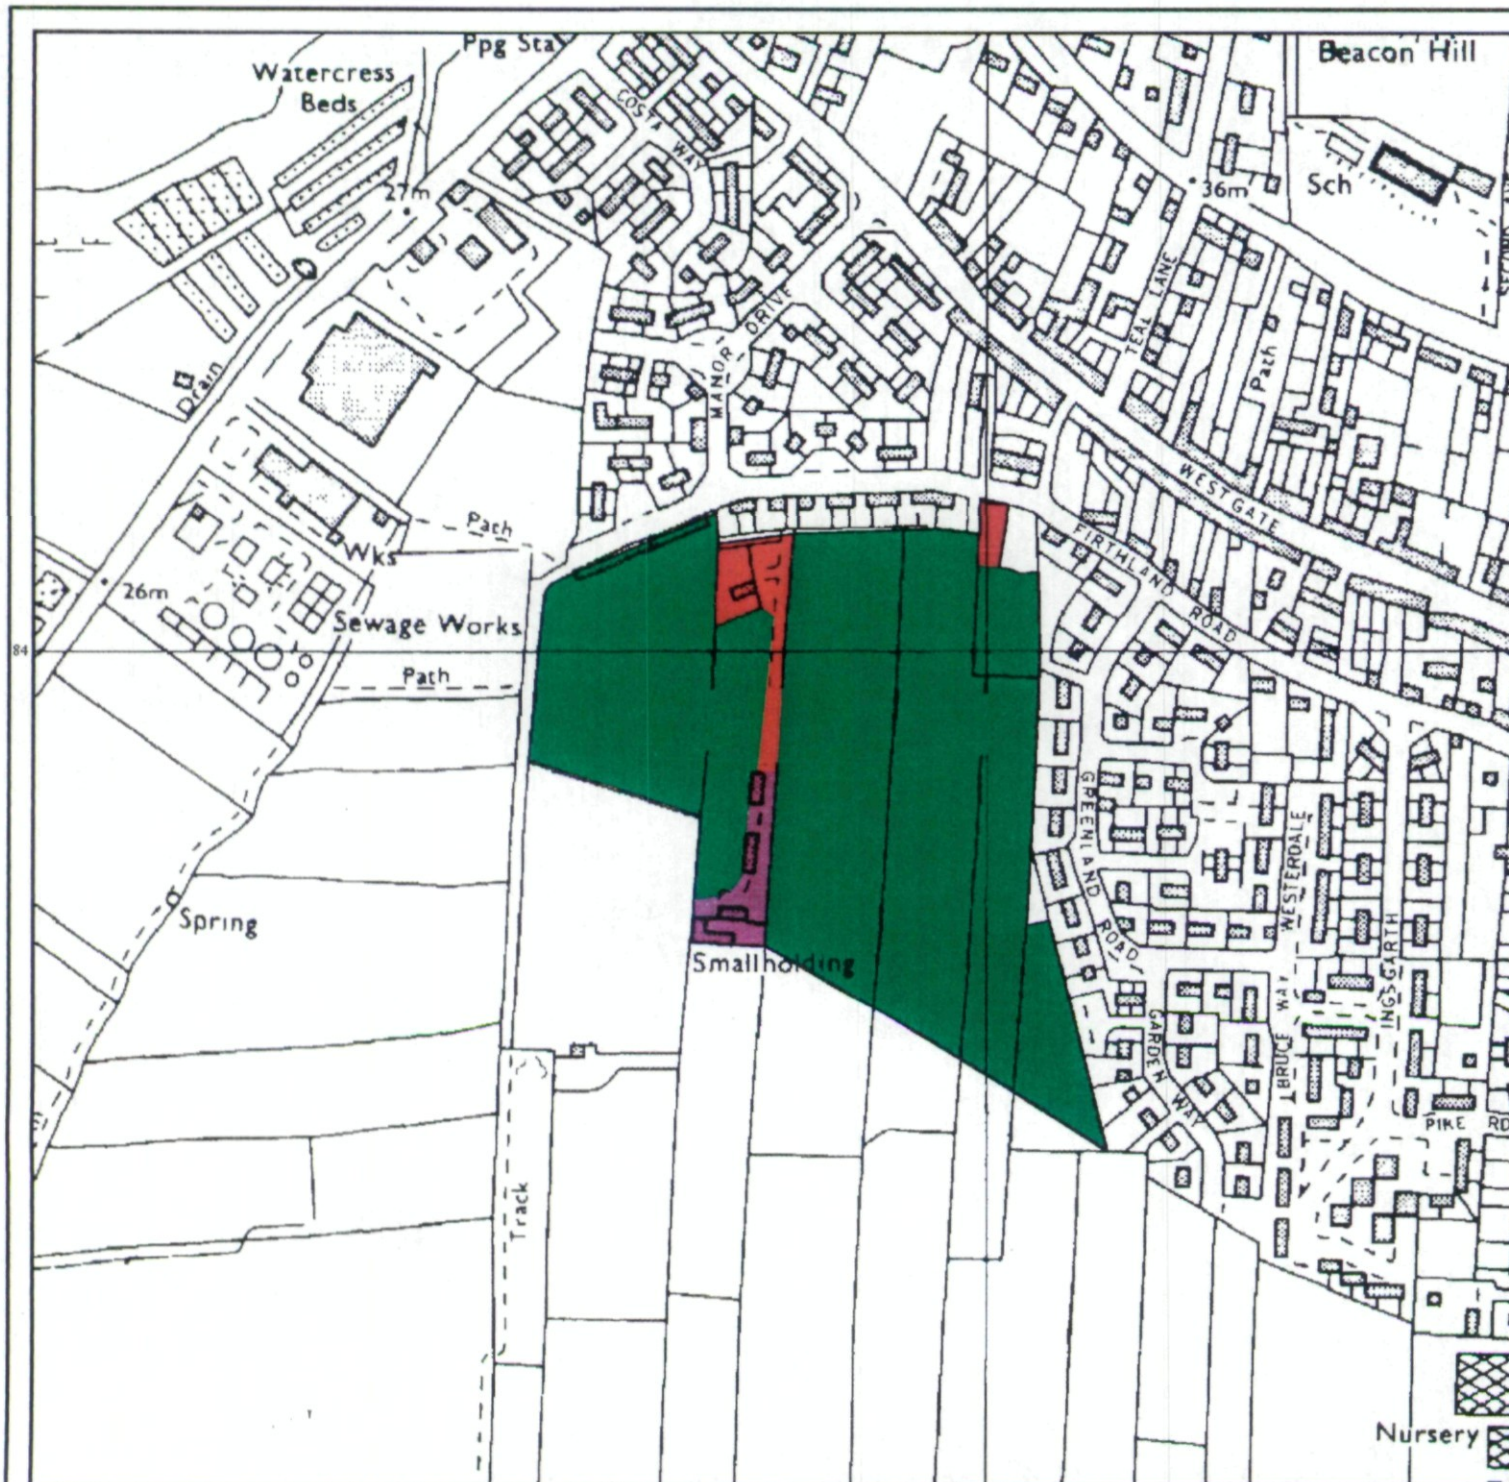 Ppg Sta
Beacon Hill
Watercress
Beds
COSTA WAY
27m
36m
Sch
TEAL LANE
Path
MANOR DRIVE
Drain
WESTGATE
Path
Wks
FIRTHLAND ROAD
26m
Sewage Works
84
Path
GREENLAND ROAD
WESTERDALE
Spring
INGSGARTH
Smallholding
BRUCE WAY
GARDEN WAY
PIKE RD
Track
Nursery